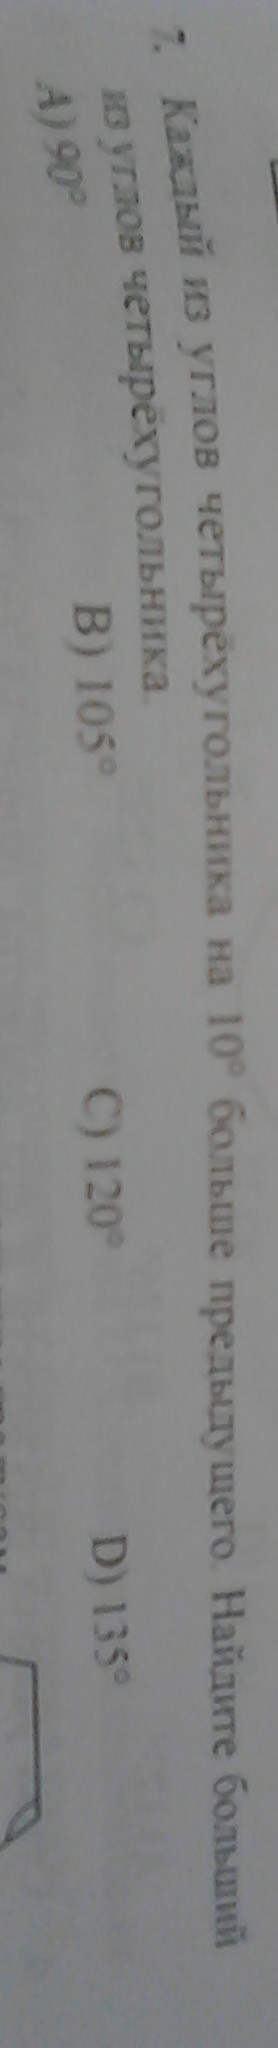 7. Каждый из углов четырёхугольника на 10° больше предыдущего. Найдите больший
из углов четырёхугольника.
A) 90° B) 105° C) 120° D) 135°